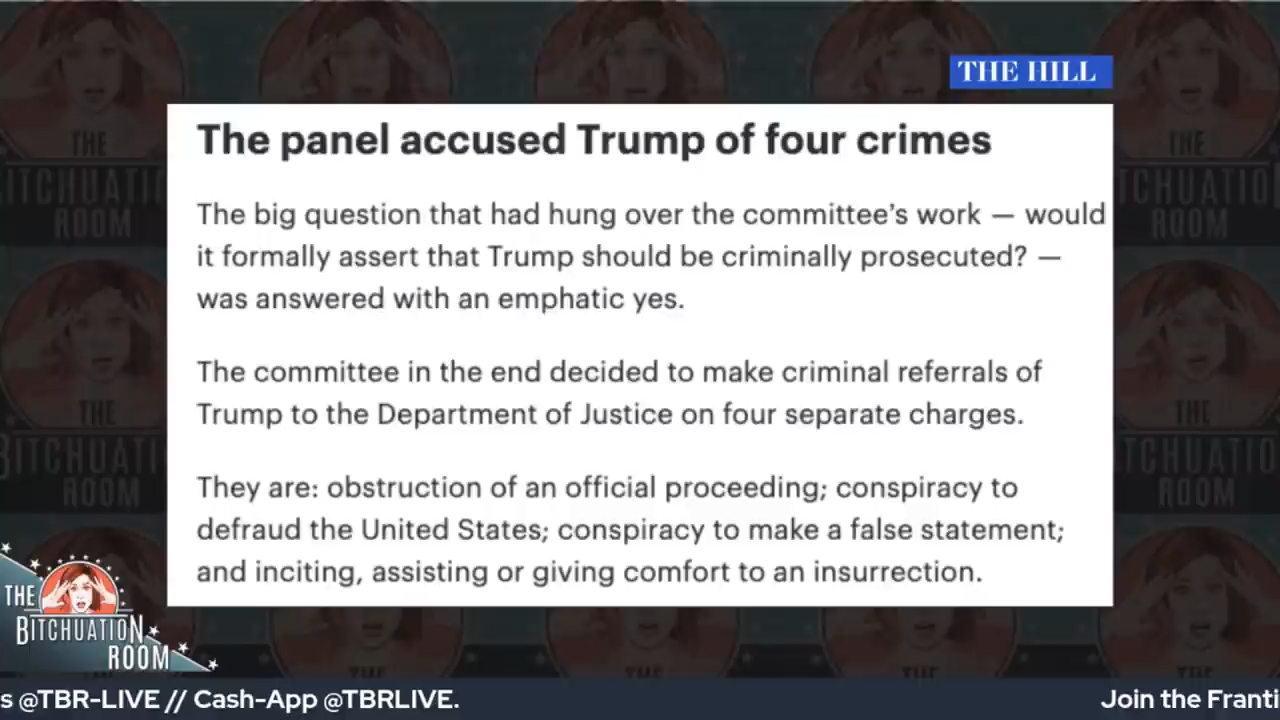 THE HILL
The panel accused Trump of four crimes
The big question that had hung over the committee’s work — would
it formally assert that Trump should be criminally prosecuted? —
was answered with an emphatic yes.
The committee in the end decided to make criminal referrals of
Trump to the Department of Justice on four separate charges.
They are: obstruction of an official proceeding; conspiracy to
defraud the United States; conspiracy to make a false statement;
and inciting, assisting or giving comfort to an insurrection.
THE
BITCHUATION
ROOM
s @TBR-LIVE // Cash-App @TBRLIVE.
Join the Franti